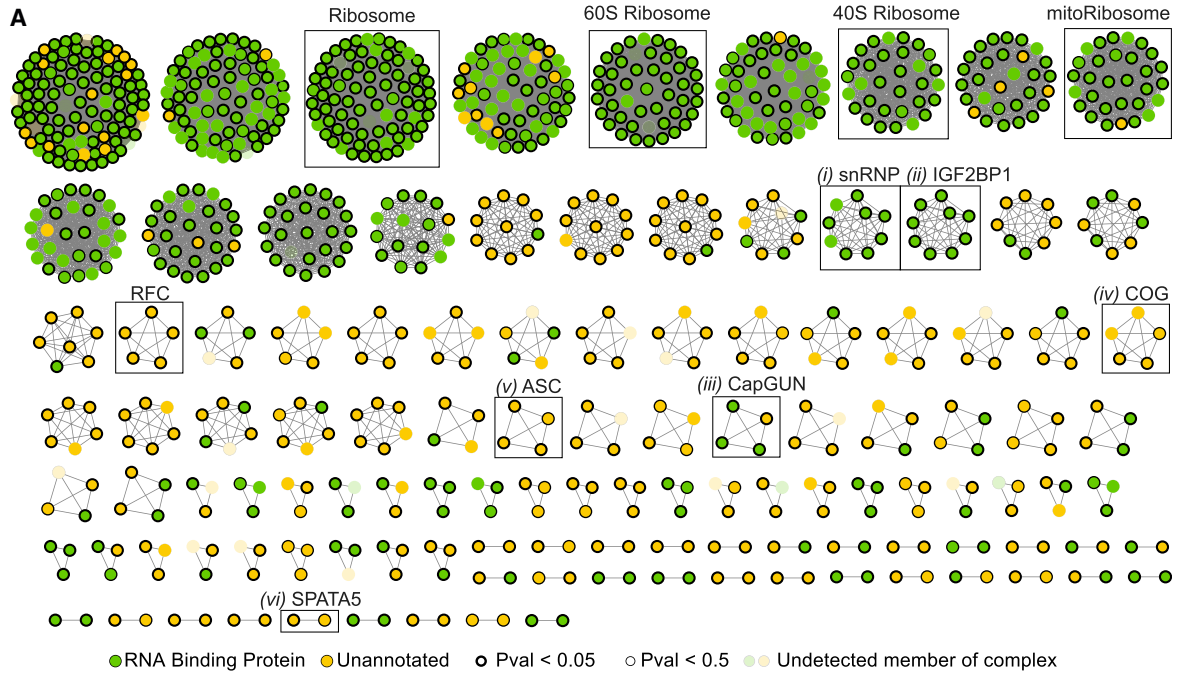 A
Ribosome
60S Ribosome
40S Ribosome
mitoRibosome
(i) snRNP
(ii) IGF2BP1
RFC
(iv) COG
(v) ASC
(iii) CapGUN
(vi) SPATA5
RNA Binding Protein
Unannotated
Pval < 0.05
Pval < 0.5
Undetected member of complex